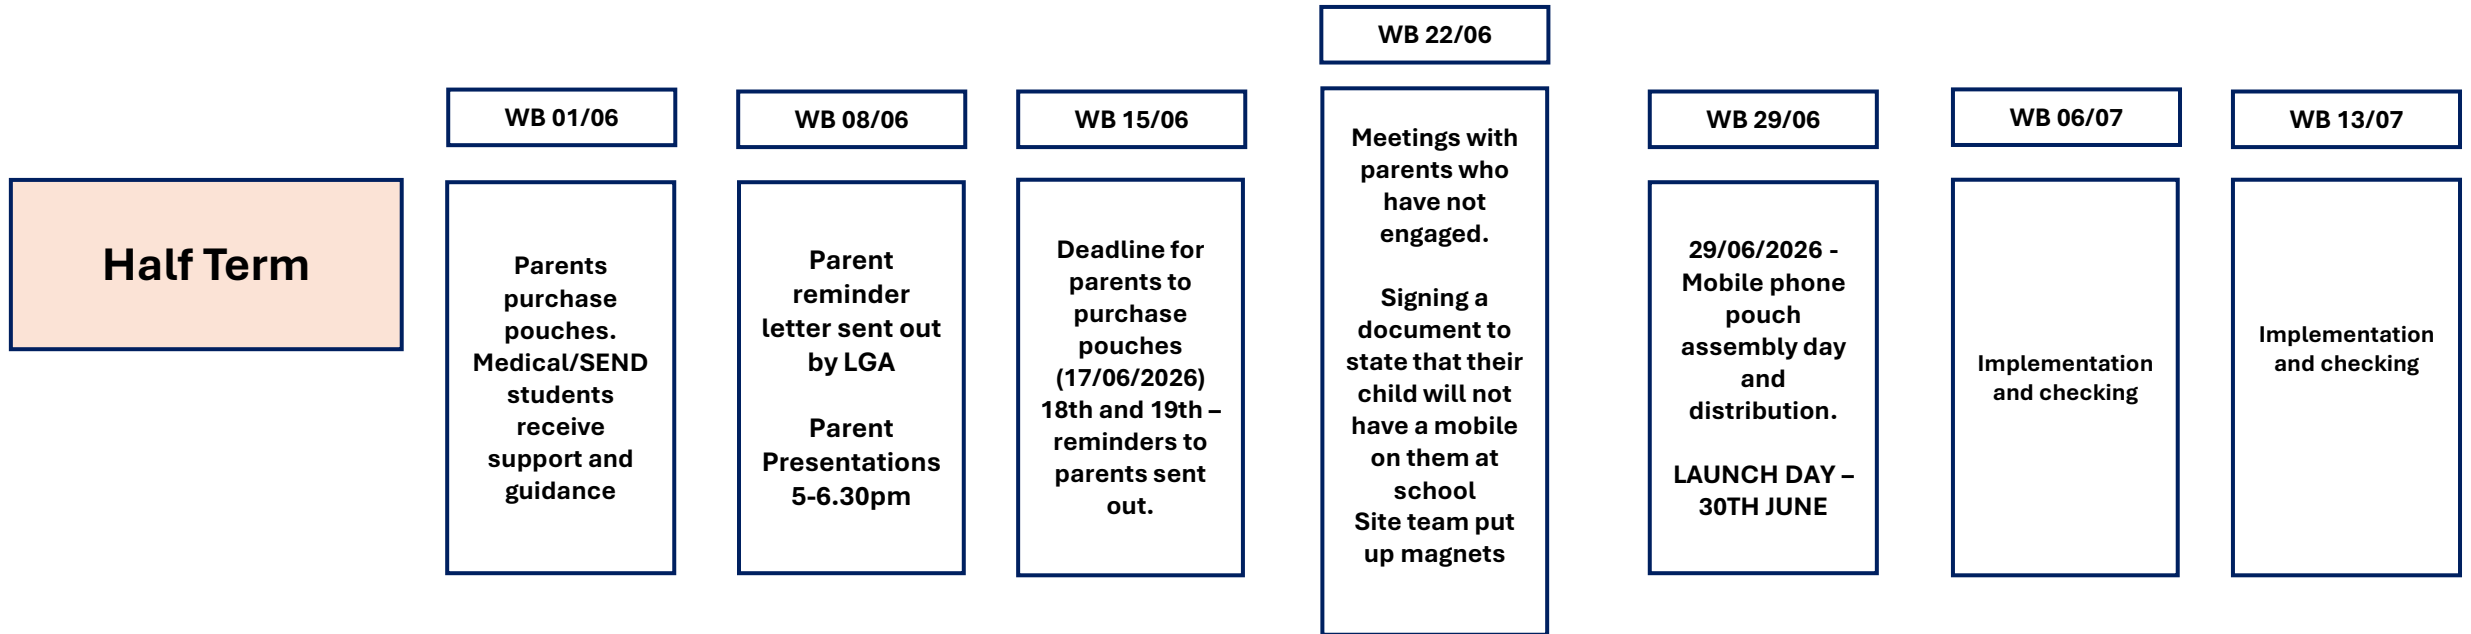 Half Term
WB 01/06
Parents
purchase
pouches.
Medical/SEND
students
receive
support and
guidance
WB 08/06
Parent
reminder
letter sent out
by LGA
Parent
Presentations
5-6.30pm
WB 15/06
Deadline for
parents to
purchase
pouches
(17/06/2026)
18th and 19th –
reminders to
parents sent
out.
WB 22/06
Meetings with
parents who
have not
engaged.
Signing a
document to
state that their
child will not
have a mobile
on them at
school
Site team put
up magnets
WB 29/06
29/06/2026 -
Mobile phone
pouch
assembly day
and
distribution.
LAUNCH DAY –
30TH JUNE
WB 06/07
Implementation
and checking
WB 13/07
Implementation
and checking